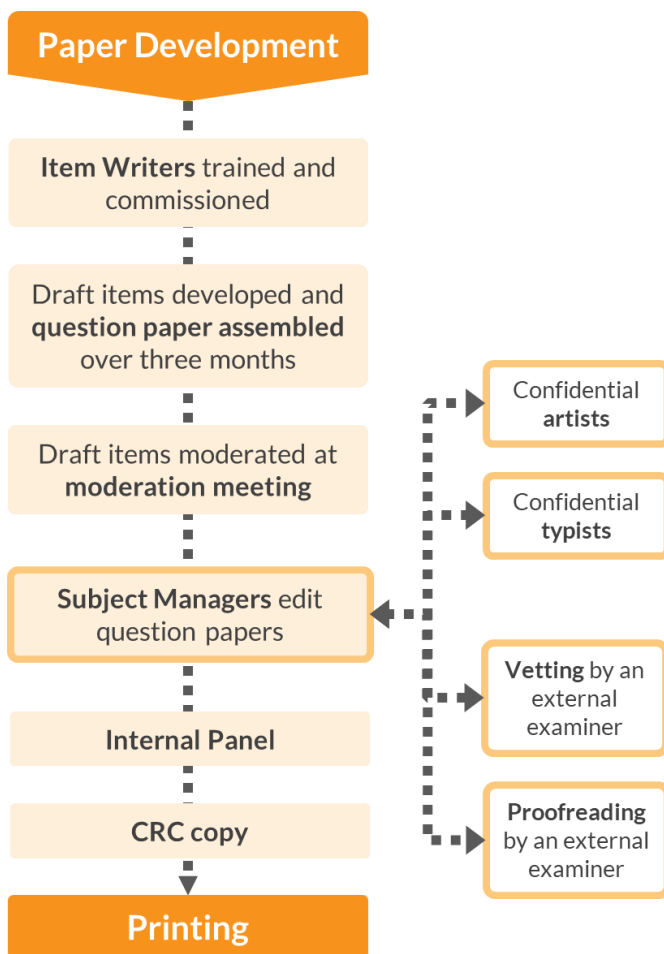 Paper Development
Item Writers trained and
commissioned
Draft items developed and
question paper assembled
over three months
Draft items moderated at
moderation meeting
Subject Managers edit
question papers
Internal Panel
CRC copy
Printing
Confidential
artists
Confidential
typists
Vetting by an
external
examiner
Proofreading
by an external
examiner